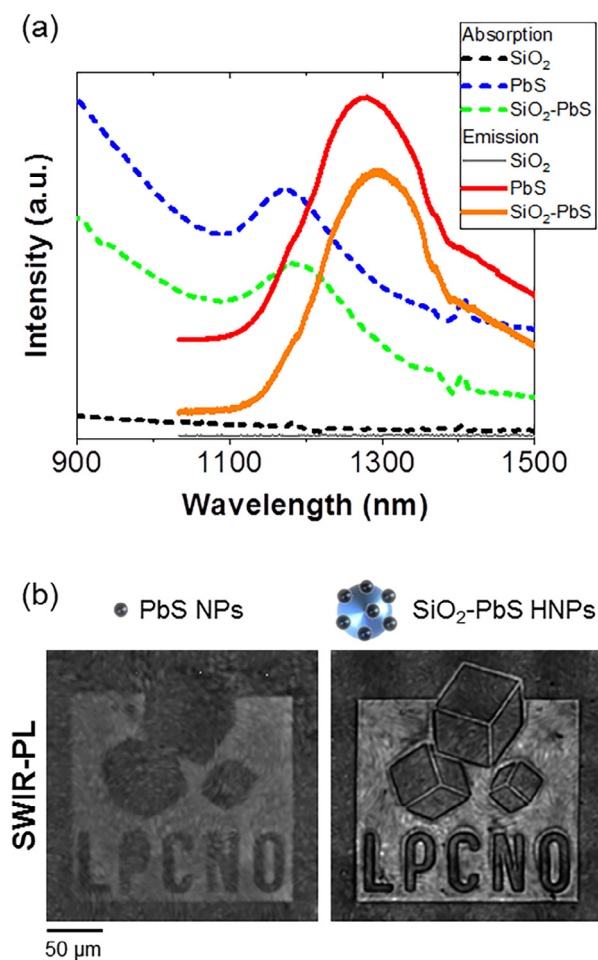 (a)
Absorption
SiO₂
PbS
SiO₂-PbS
Emission
SiO₂
PbS
SiO₂-PbS
Intensity (a.u.)
900 1100 1300 1500
Wavelength (nm)
(b)
PbS NPs SiO₂-PbS HNPs
SWIR-PL
LPCNO LPCNO
50 μm